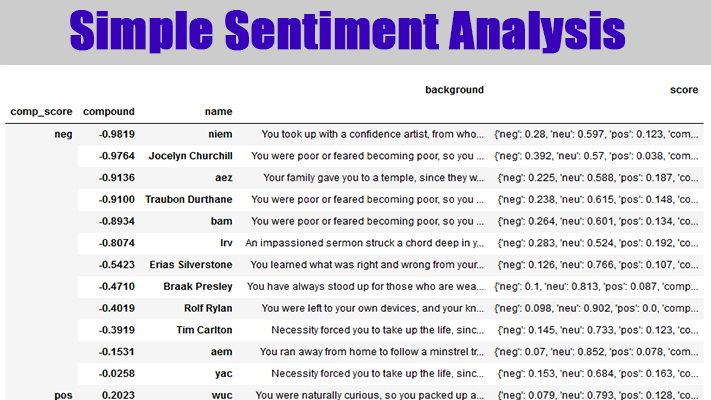 Simple Sentiment Analysis
background score
comp_score compound name
neg -0.9819 niem You took up with a confidence artist, from who... {'neg': 0.28, 'neu': 0.597, 'pos': 0.123, 'com...
-0.9764 Jocelyn Churchill You were poor or feared becoming poor, so you ... {'neg': 0.392, 'neu': 0.57, 'pos': 0.038, 'com...
-0.9136 aez Your family gave you to a temple, since they w... {'neg': 0.225, 'neu': 0.588, 'pos': 0.187, 'co...
-0.9100 Traubon Durthane You were poor or feared becoming poor, so you ... {'neg': 0.238, 'neu': 0.615, 'pos': 0.148, 'co...
-0.8934 bam You were poor or feared becoming poor, so you ... {'neg': 0.264, 'neu': 0.601, 'pos': 0.134, 'co...
-0.8074 lrv An impassioned sermon struck a chord deep in y... {'neg': 0.283, 'neu': 0.524, 'pos': 0.192, 'co...
-0.5423 Erias Silverstone You learned what was right and wrong from your... {'neg': 0.126, 'neu': 0.766, 'pos': 0.107, 'co...
-0.4710 Braak Presley You have always stood up for those who are wea... {'neg': 0.1, 'neu': 0.813, 'pos': 0.087, 'comp...
-0.4019 Rolf Rylan You were left to your own devices, and your kn... {'neg': 0.098, 'neu': 0.902, 'pos': 0.0, 'comp...
-0.3919 Tim Carlton Necessity forced you to take up the life, sinc... {'neg': 0.145, 'neu': 0.733, 'pos': 0.123, 'co...
-0.1531 aem You ran away from home to follow a minstrel tr... {'neg': 0.07, 'neu': 0.852, 'pos': 0.078, 'com...
-0.0258 yac Necessity forced you to take up the life, sinc... {'neg': 0.153, 'neu': 0.684, 'pos': 0.163, 'co...
pos 0.2023 wuc You were naturally curious, so you packed up a... {'neg': 0.079, 'neu': 0.793, 'pos': 0.128, 'co...